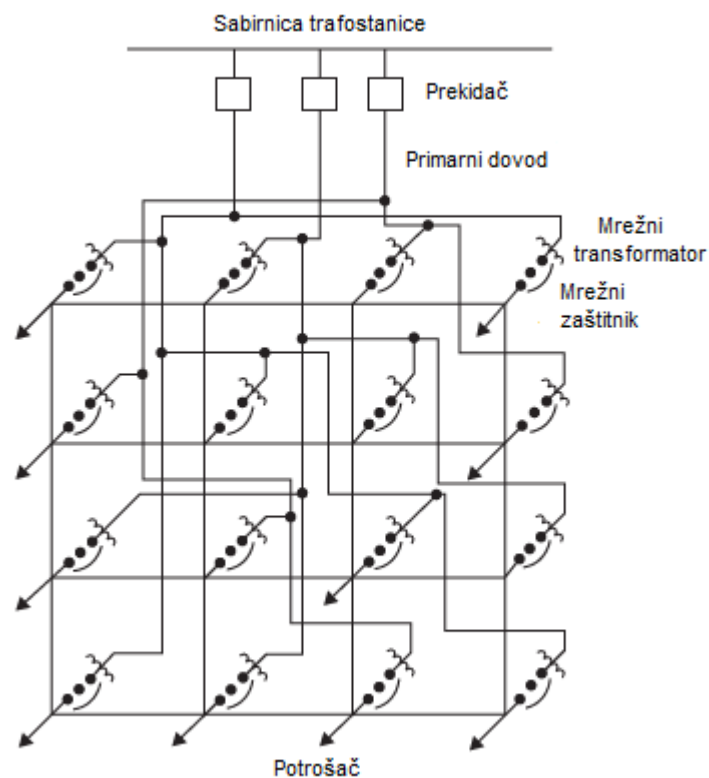 Sabirnica trafostanice
Prekidač
Primarni dovod
Mrežni
transformator
Mrežni
zaštitnik
Potrošač